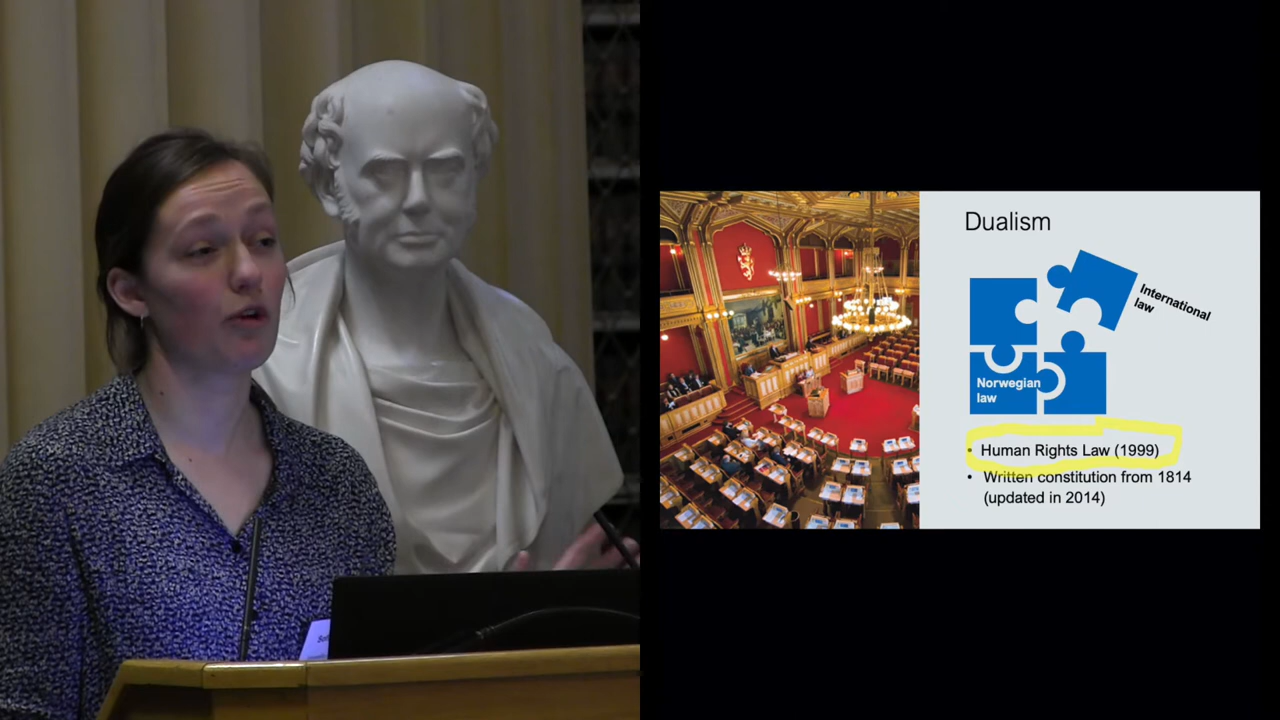 Dualism
International
law
Norwegian
law
• Human Rights Law (1999)
• Written constitution from 1814
(updated in 2014)